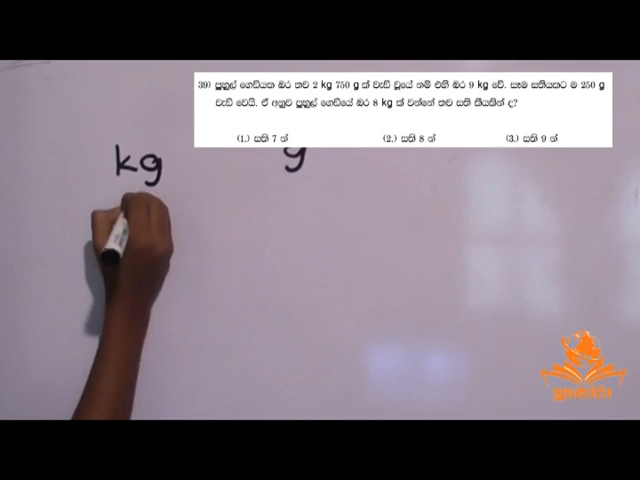 39) පුහුල් ගෙඩියක බර තව 2 kg 750 g ක් වැඩි වූයේ නම් එහි බර 9 kg වේ. සෑම සතියකට ම 250 g
වැඩි වෙයි. ඒ අනුව පුහුල් ගෙඩියේ බර 8 kg ක් වන්නේ තව සති කීයකින් ද?
(1.) සති 7 න් (2.) සති 8 න් (3.) සති 9 න්
kg g